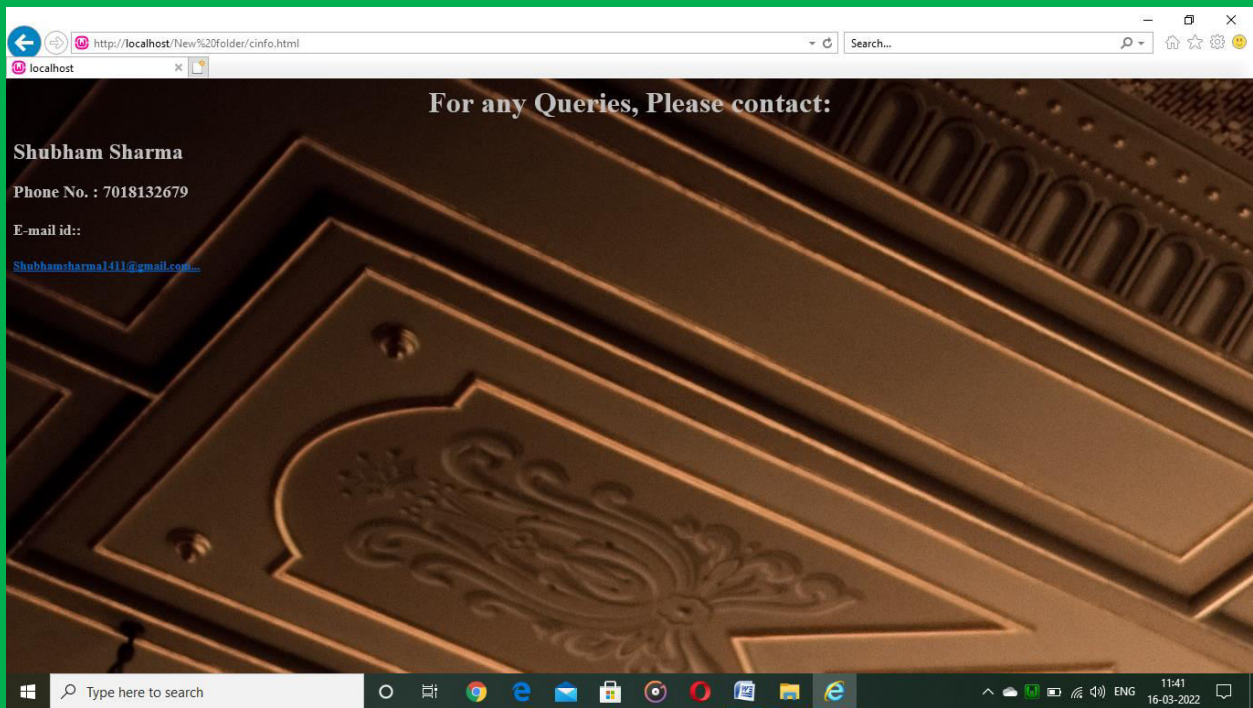 http://localhost/New%20folder/cinfo.html
Search...
localhost
For any Queries, Please contact:
Shubham Sharma
Phone No. : 7018132679
E-mail id::
Shubhamsharma1411@gmail.com...
Type here to search
ENG
11:41
16-03-2022